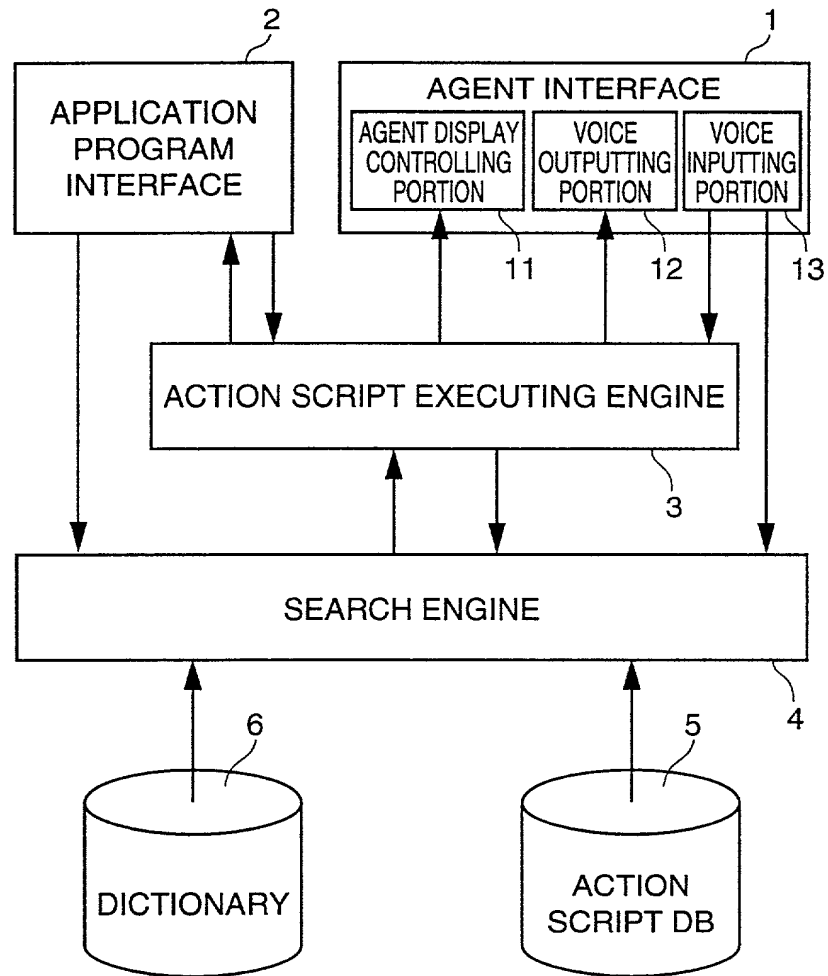 2
1
APPLICATION
PROGRAM
INTERFACE
AGENT INTERFACE
AGENT DISPLAY
CONTROLLING
PORTION
VOICE
OUTPUTTING
PORTION
VOICE
INPUTTING
PORTION
11
12
13
ACTION SCRIPT EXECUTING ENGINE
3
SEARCH ENGINE
4
6
5
DICTIONARY
ACTION
SCRIPT DB